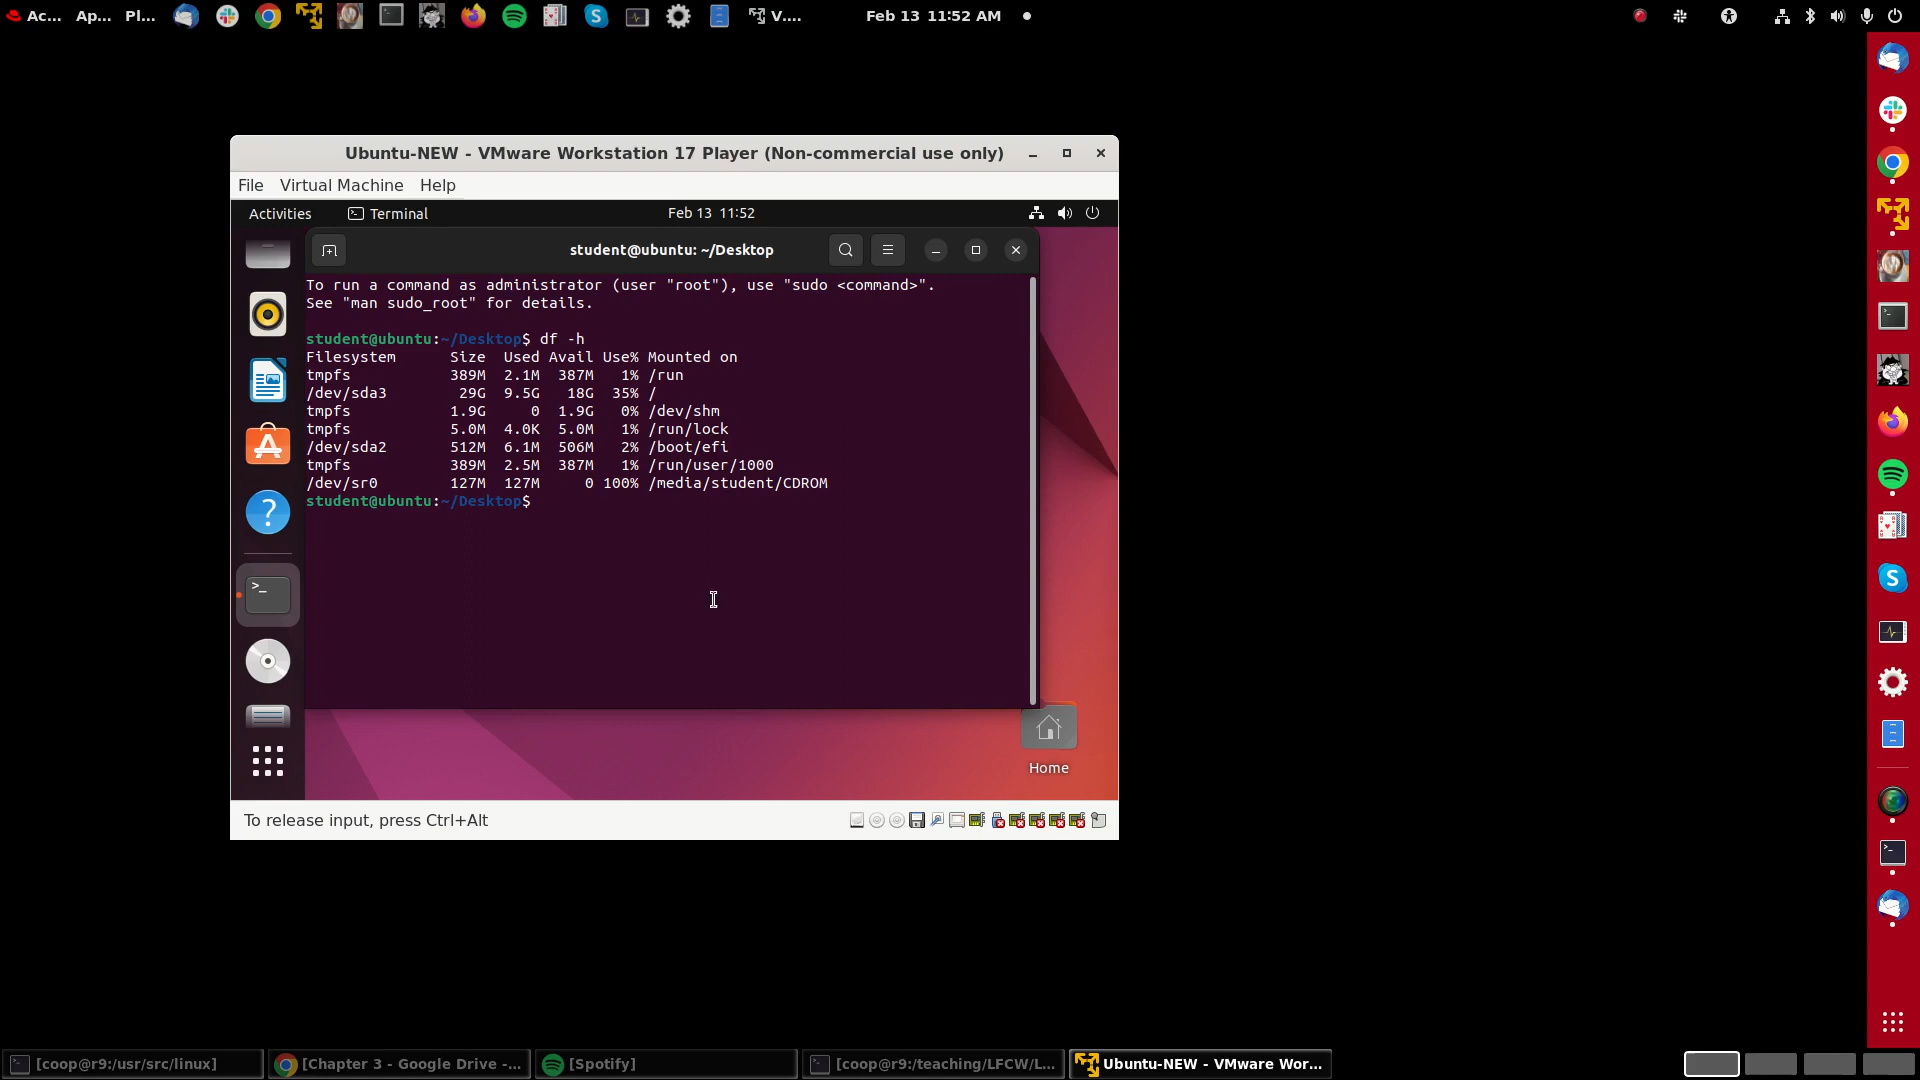 Ac... Ap... Pl... V.... Feb 13 11:52 AM
Ubuntu-NEW - VMware Workstation 17 Player (Non-commercial use only)
File Virtual Machine Help
Activities Terminal Feb 13 11:52
student@ubuntu: ~/Desktop
To run a command as administrator (user "root"), use "sudo <command>".
See "man sudo_root" for details.
student@ubuntu:~/Desktop$ df -h
Filesystem Size Used Avail Use% Mounted on
tmpfs 389M 2.1M 387M 1% /run
/dev/sda3 29G 9.5G 18G 35% /
tmpfs 1.9G 0 1.9G 0% /dev/shm
tmpfs 5.0M 4.0K 5.0M 1% /run/lock
/dev/sda2 512M 6.1M 506M 2% /boot/efi
tmpfs 389M 2.5M 387M 1% /run/user/1000
/dev/sr0 127M 127M 0 100% /media/student/CDROM
student@ubuntu:~/Desktop$
Home
To release input, press Ctrl+Alt
[coop@r9:/usr/src/linux] [Chapter 3 - Google Drive -... [Spotify] [coop@r9:/teaching/LFCW/L... Ubuntu-NEW - VMware Wor...